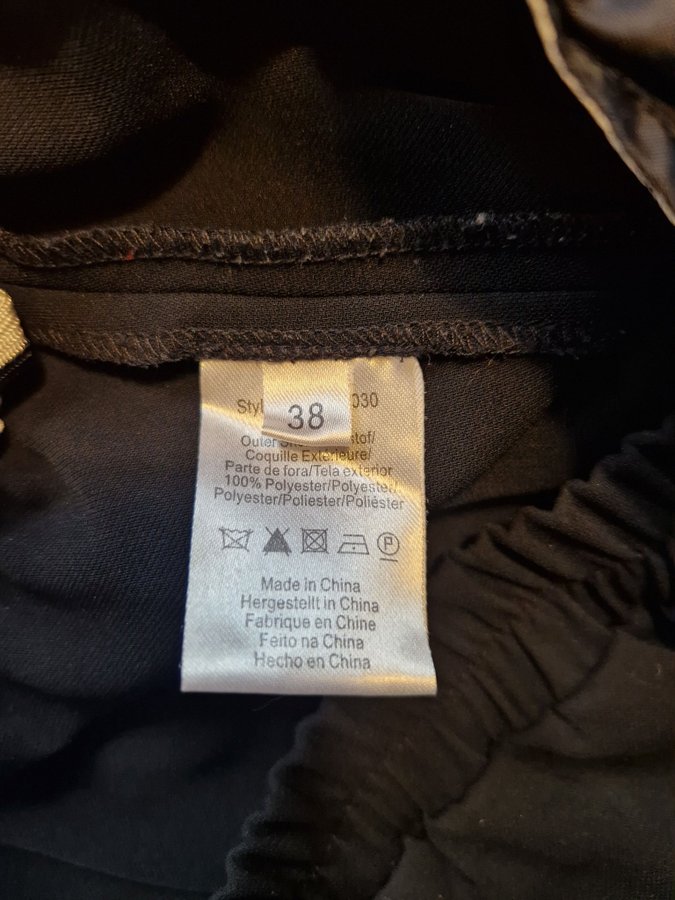 030
38
Coquille Extérieure/
Parte de fora/Tela exterior
100% Polyester/Polyester/
Polyester/Poliester/Poliéster
P
Made in China
Hergestellt in China
Fabrique en Chine
Feito na China
Hecho en China